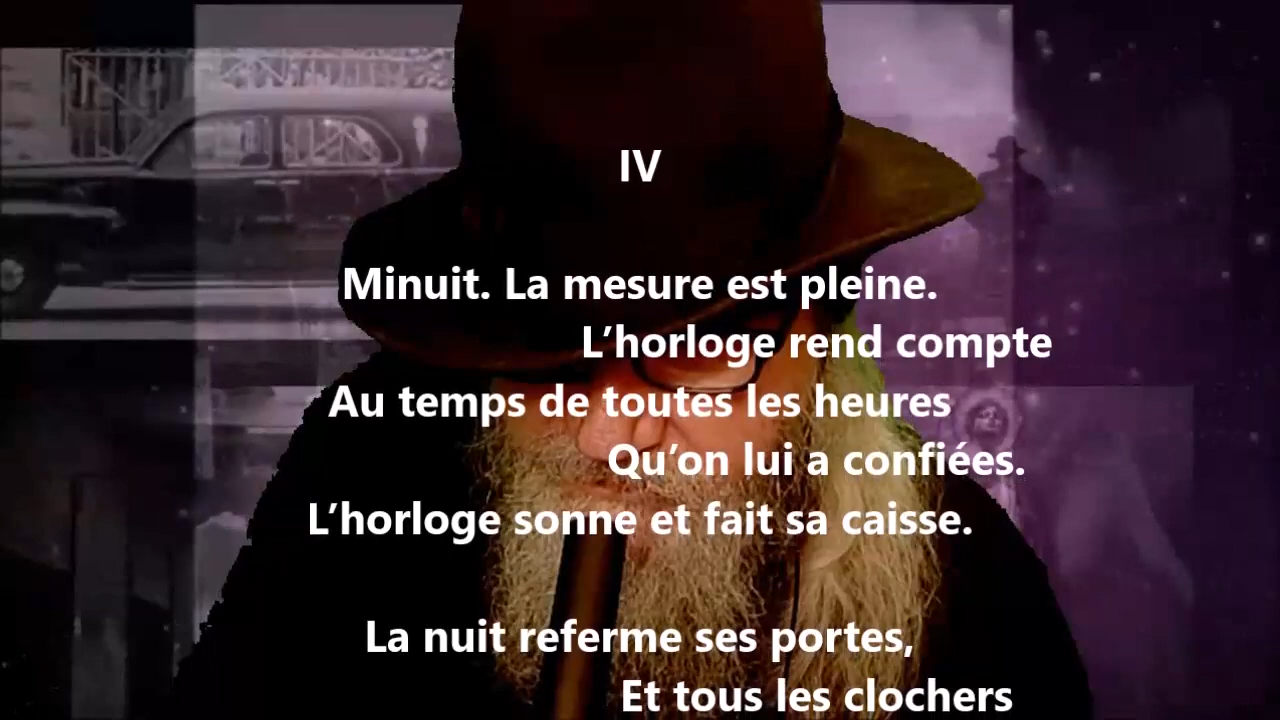 IV
Minuit. La mesure est pleine.
L’horloge rend compte
Au temps de toutes les heures
Qu’on lui a confiées.
L’horloge sonne et fait sa caisse.
La nuit referme ses portes,
Et tous les clochers